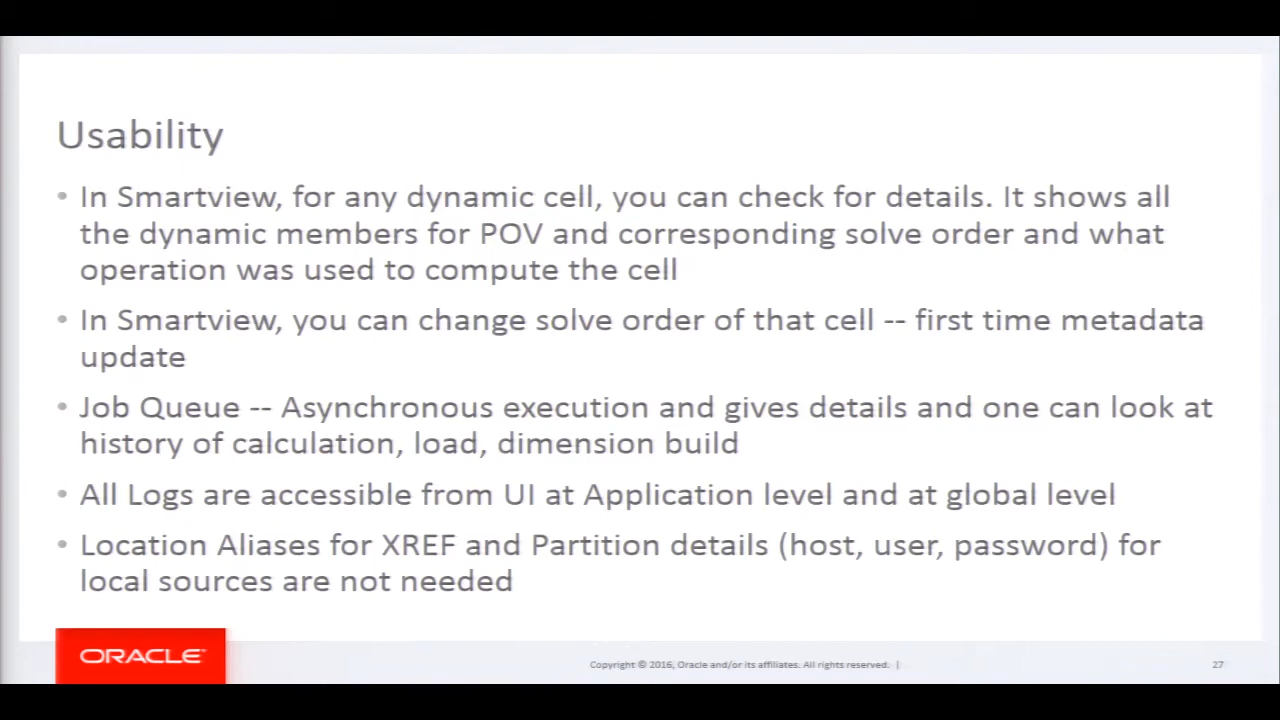 Usability
• In Smartview, for any dynamic cell, you can check for details. It shows all
the dynamic members for POV and corresponding solve order and what
operation was used to compute the cell
• In Smartview, you can change solve order of that cell -- first time metadata
update
• Job Queue -- Asynchronous execution and gives details and one can look at
history of calculation, load, dimension build
• All Logs are accessible from UI at Application level and at global level
• Location Aliases for XREF and Partition details (host, user, password) for
local sources are not needed
ORACLE®
Copyright © 2016, Oracle and/or its affiliates. All rights reserved. |
27